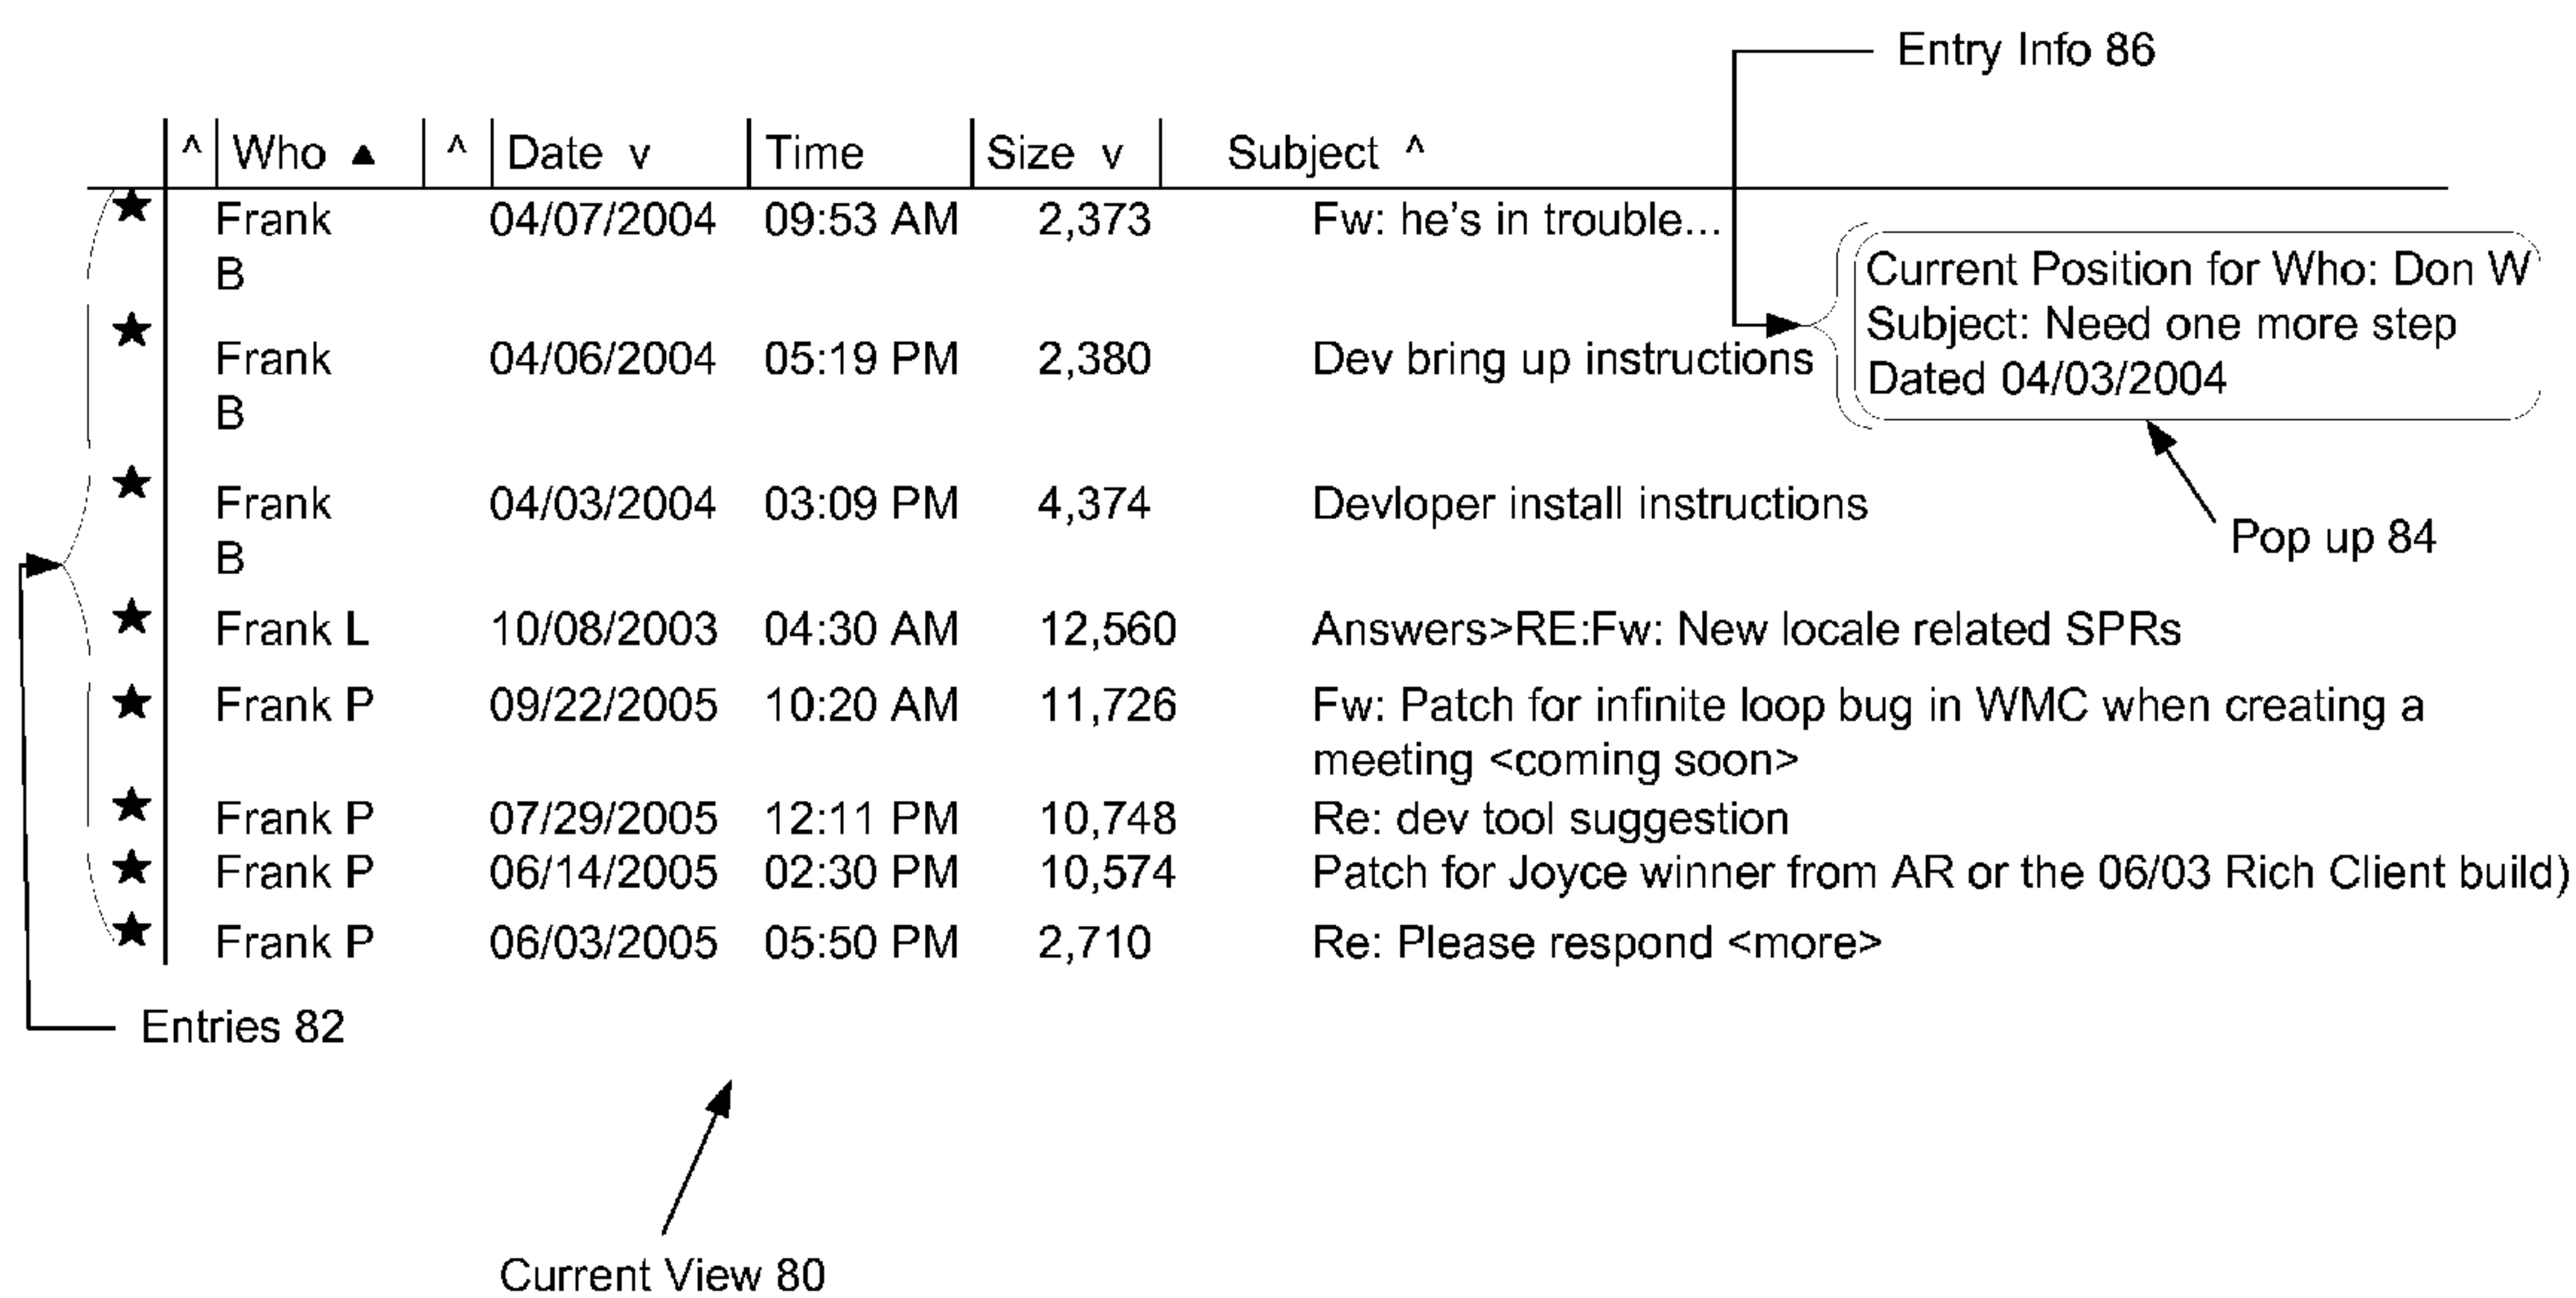 Entry Info 86
^ Who ▲ ^ Date v Time Size v Subject ^
Frank 04/07/2004 09:53 AM 2,373 Fw: he's in trouble...
B
Current Position for Who: Don W
Subject: Need one more step
Dated 04/03/2004
Frank 04/06/2004 05:19 PM 2,380 Dev bring up instructions
B
Frank 04/03/2004 03:09 PM 4,374 Devloper install instructions
B
Pop up 84
Frank L 10/08/2003 04:30 AM 12,560 Answers>RE:Fw: New locale related SPRs
Frank P 09/22/2005 10:20 AM 11,726 Fw: Patch for infinite loop bug in WMC when creating a
meeting <coming soon>
Frank P 07/29/2005 12:11 PM 10,748 Re: dev tool suggestion
Frank P 06/14/2005 02:30 PM 10,574 Patch for Joyce winner from AR or the 06/03 Rich Client build)
Frank P 06/03/2005 05:50 PM 2,710 Re: Please respond <more>
Entries 82
Current View 80